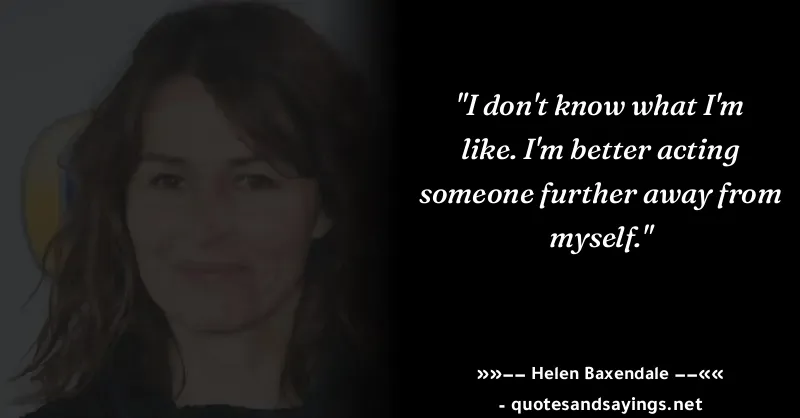 "I don't know what I'm
like. I'm better acting
someone further away from
myself."
»»−− Helen Baxendale −−««
- quotesandsayings.net